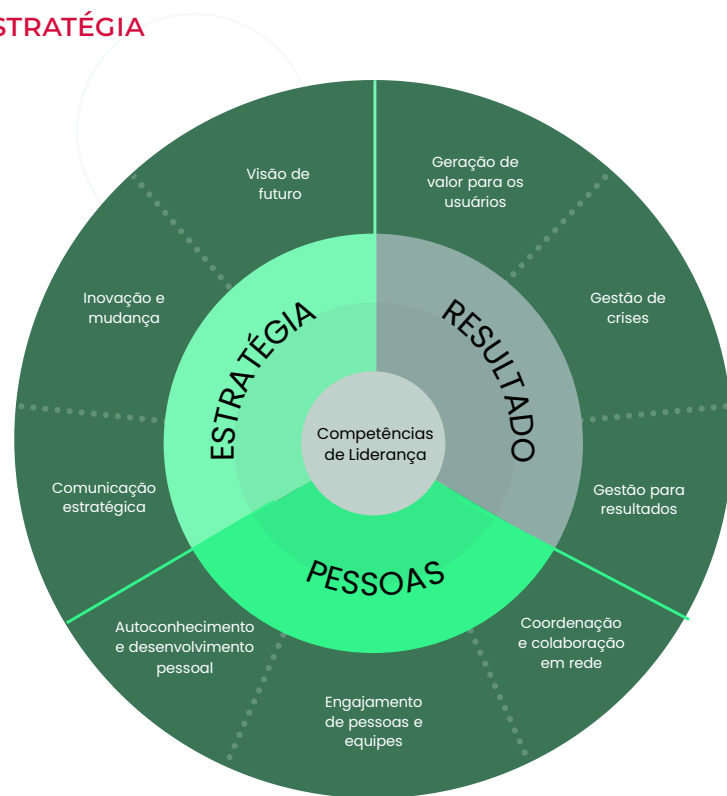 STRATÉGIA
Visão de
futuro
Geração de
valor para os
usuários
Inovação e
mudança
Gestão de
crises
ESTRATÉGIA
RESULTADO
Competências
de Liderança
Comunicação
estratégica
Gestão para
resultados
PESSOAS
Autoconhecimento
e desenvolvimento
pessoal
Coordenação
e colaboração
em rede
Engajamento
de pessoas e
equipes